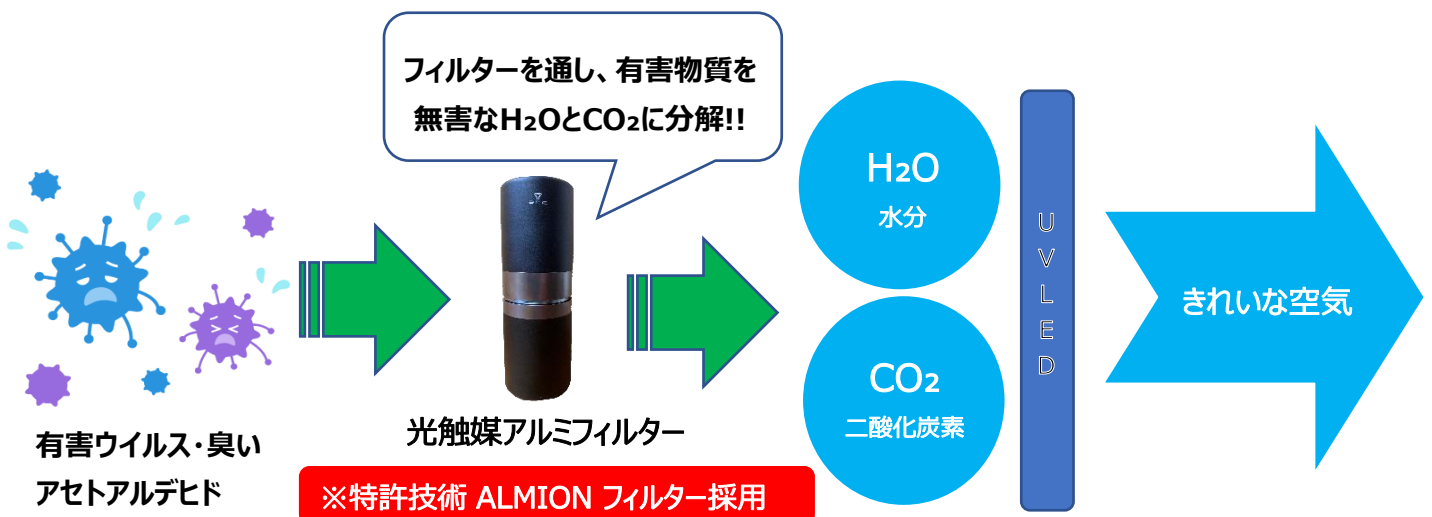 フィルターを通し、有害物質を
無害なH₂OとCO₂に分解!!
有害ウイルス・臭い
アセトアルデヒド
光触媒アルミフィルター
※特許技術 ALMION フィルター採用
H₂O
水分
CO₂
二酸化炭素
UVLED
きれいな空気